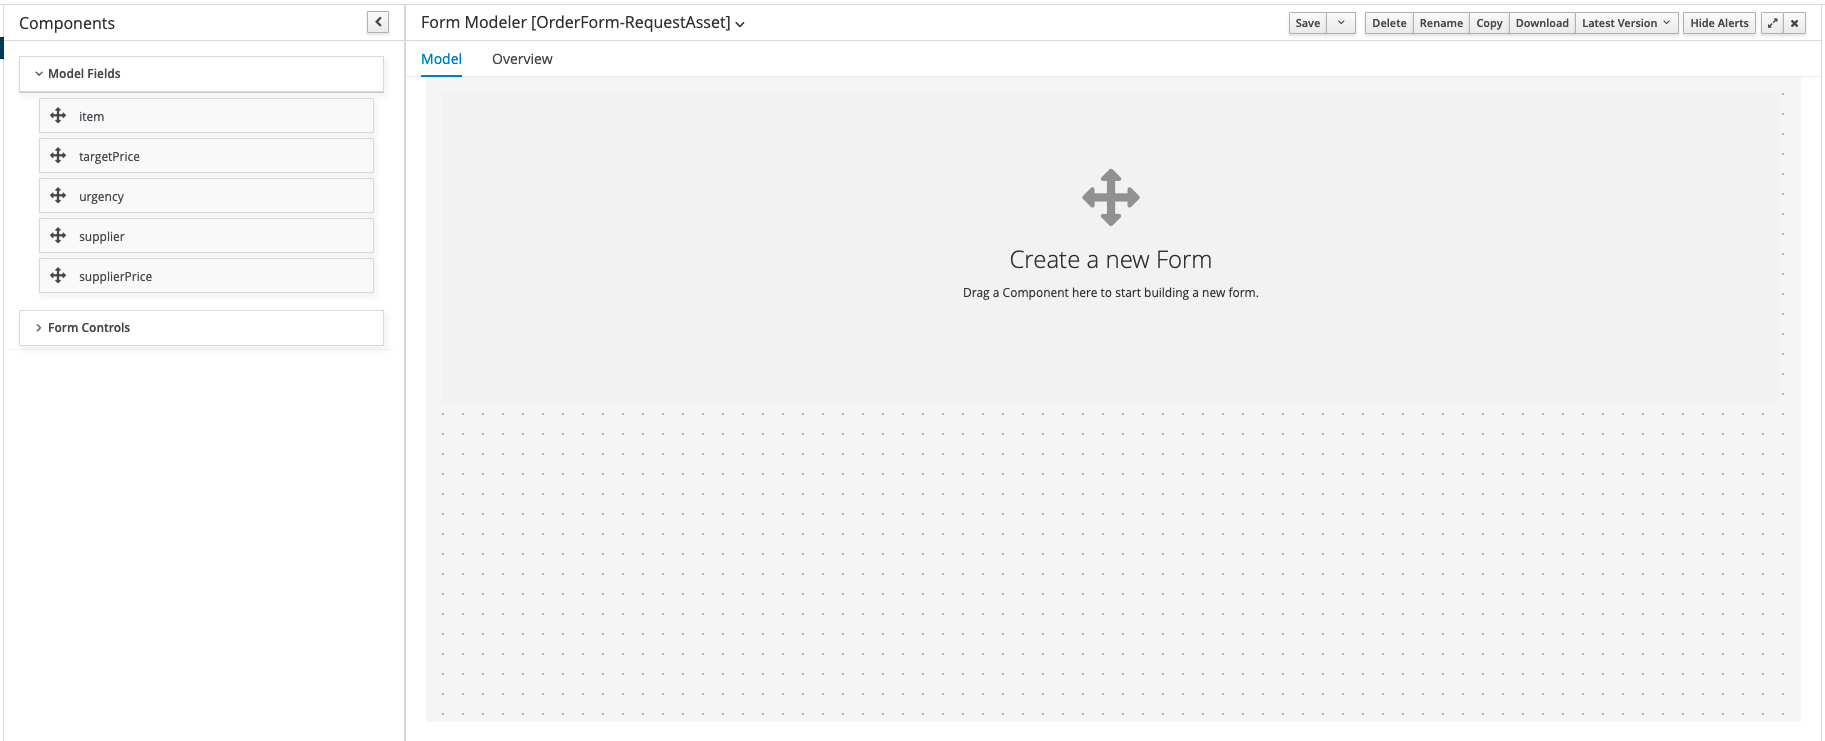 Components
Model Fields
item
targetPrice
urgency
supplier
supplierPrice
Form Controls
Form Modeler [OrderForm-RequestAsset]
Save
Delete
Rename
Copy
Download
Latest Version
Hide Alerts
Model
Overview
Create a new Form
Drag a Component here to start building a new form.